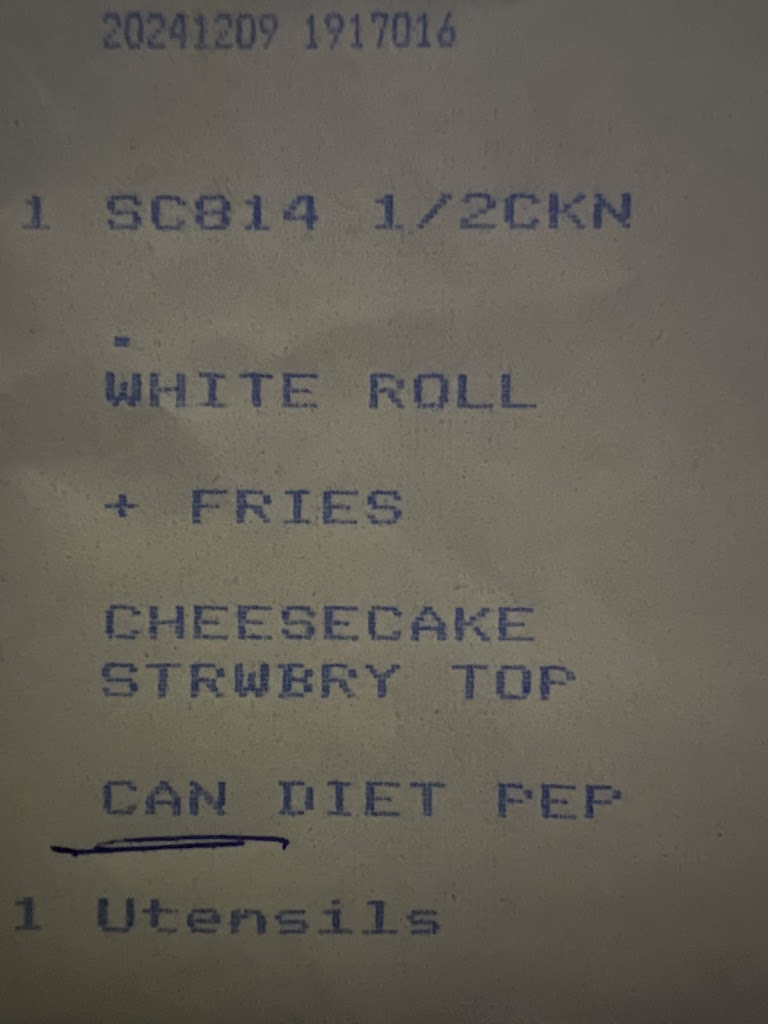 20241209 1917016
1 SC814 1/2CKN
.
WHITE ROLL
+ FRIES
CHEESECAKE
STRWBRY TOP
CAN DIET PEP
1 Utensils